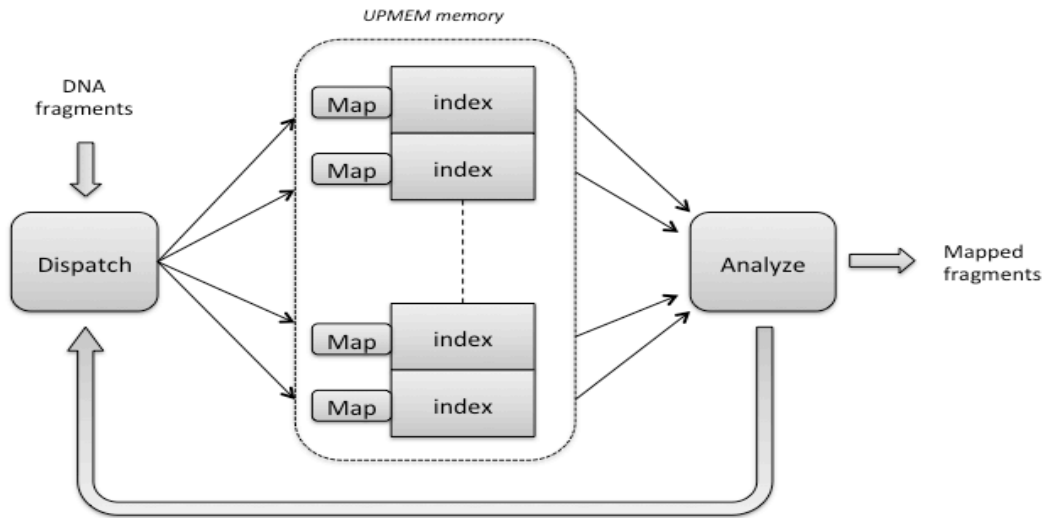 UPMEM memory
DNA
fragments
Map
index
Map
index
Dispatch
Map
index
Map
index
Analyze
Mapped
fragments